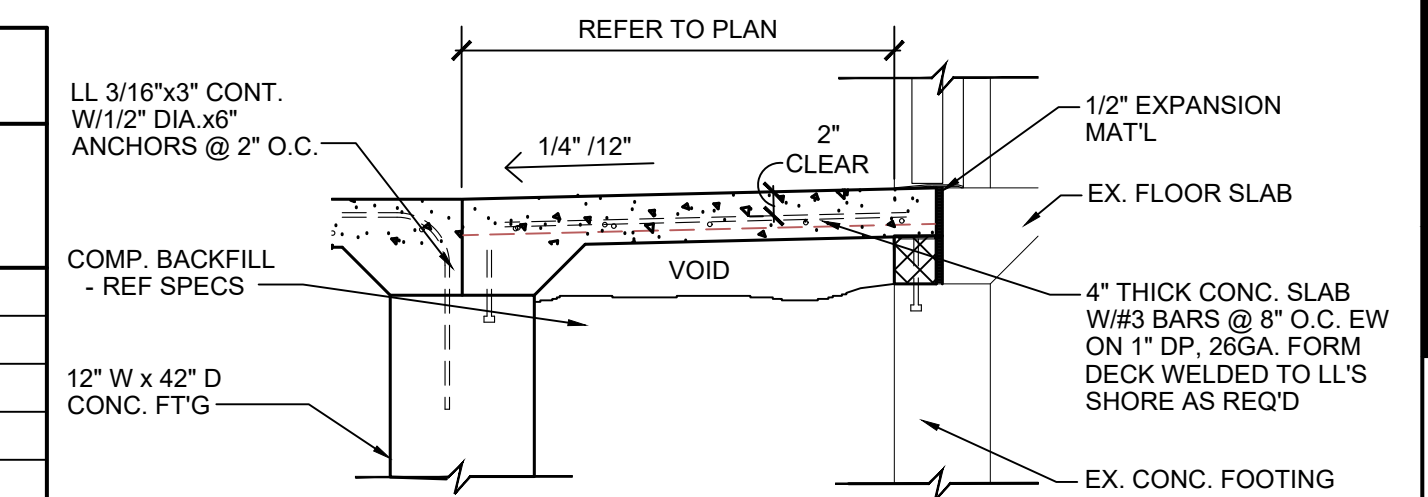 REFER TO PLAN
LL 3/16"x3" CONT.
W/1/2" DIA.x6"
ANCHORS @ 2" O.C.
1/4" /12"
2"
CLEAR
1/2" EXPANSION
MAT'L
EX. FLOOR SLAB
COMP. BACKFILL
- REF SPECS
VOID
4" THICK CONC. SLAB
W/#3 BARS @ 8" O.C. EW
ON 1" DP, 26GA. FORM
DECK WELDED TO LL'S
SHORE AS REQ'D
12" W x 42" D
CONC. FT'G
EX. CONC. FOOTING